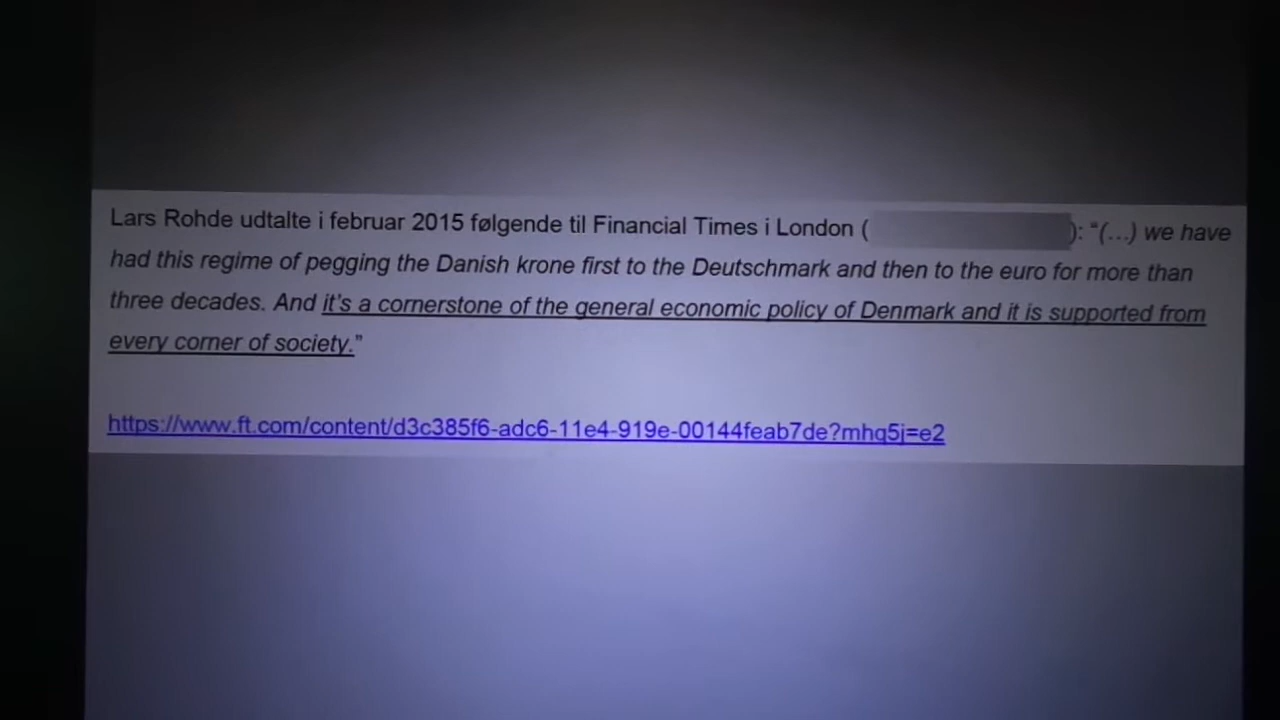 Lars Rohde udtalte i februar 2015 følgende til Financial Times i London ( ): “(…) we have
had this regime of pegging the Danish krone first to the Deutschmark and then to the euro for more than
three decades. And it's a cornerstone of the general economic policy of Denmark and it is supported from
every corner of society.”
https://www.ft.com/content/d3c385f6-adc6-11e4-919e-00144feab7de?mhq5j=e2